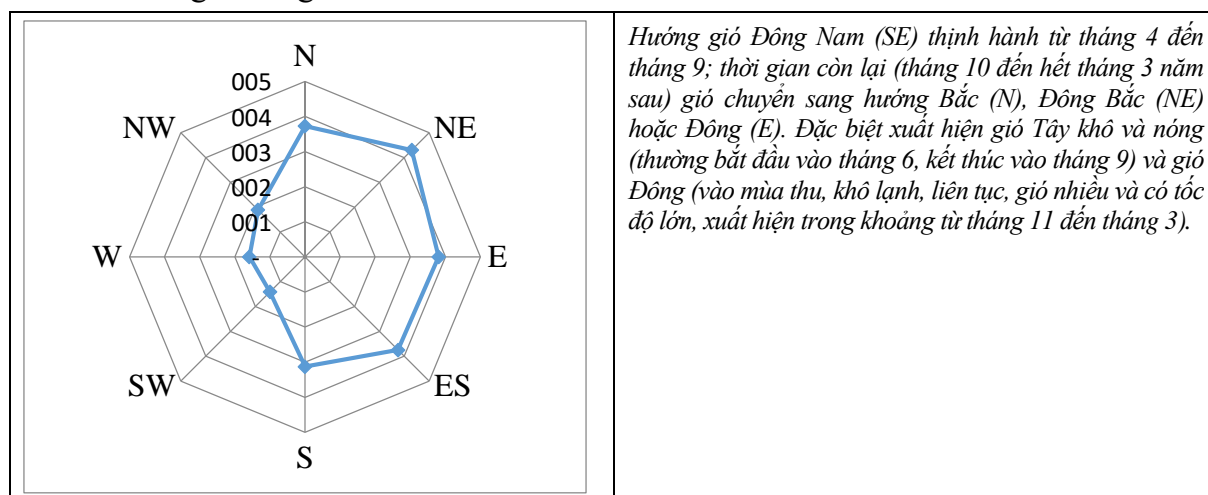 N
005
004
003
002
001
-
NW
NE
W
E
SW
ES
S
Hướng gió Đông Nam (SE) thịnh hành từ tháng 4 đến
tháng 9; thời gian còn lại (tháng 10 đến hết tháng 3 năm
sau) gió chuyển sang hướng Bắc (N), Đông Bắc (NE)
hoặc Đông (E). Đặc biệt xuất hiện gió Tây khô và nóng
(thường bắt đầu vào tháng 6, kết thúc vào tháng 9) và gió
Đông (vào mùa thu, khô lạnh, liên tục, gió nhiều và có tốc
độ lớn, xuất hiện trong khoảng từ tháng 11 đến tháng 3).